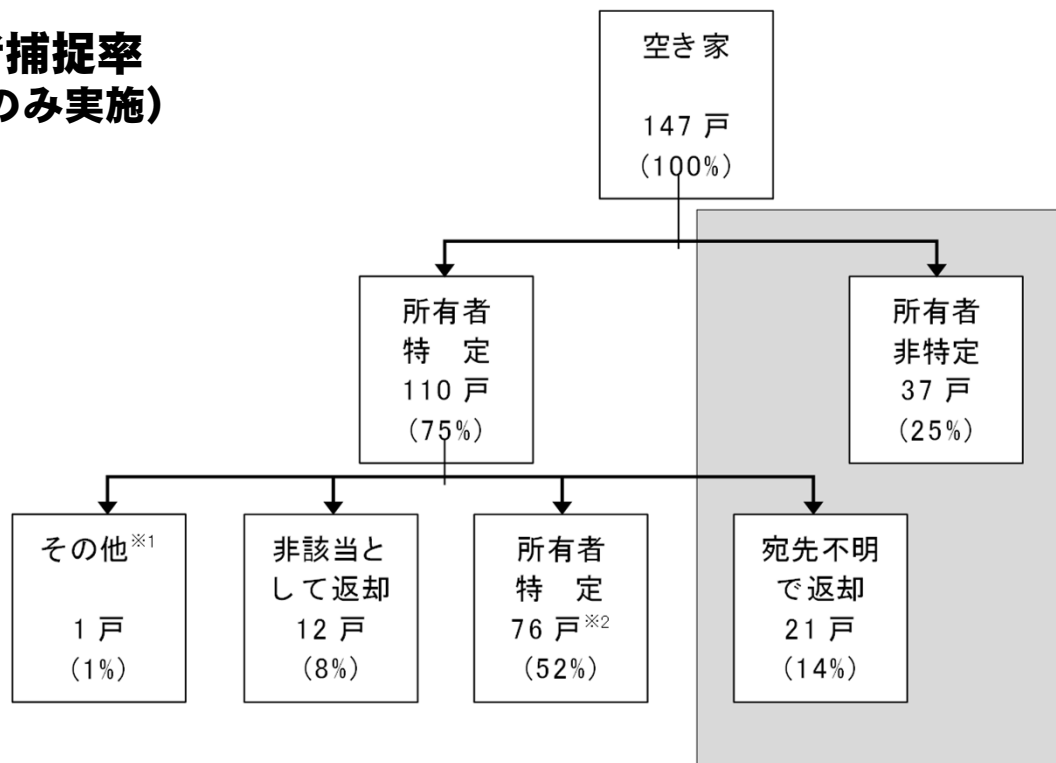 捕捉率
のみ実施）
空き家
147 戸
(100%)
所有者
特　定
110 戸
(75%)
所有者
非特定
37 戸
(25%)
その他※1
1 戸
(1%)
非該当と
して返却
12 戸
(8%)
所有者
特　定
76 戸※2
(52%)
宛先不明
で返却
21 戸
(14%)